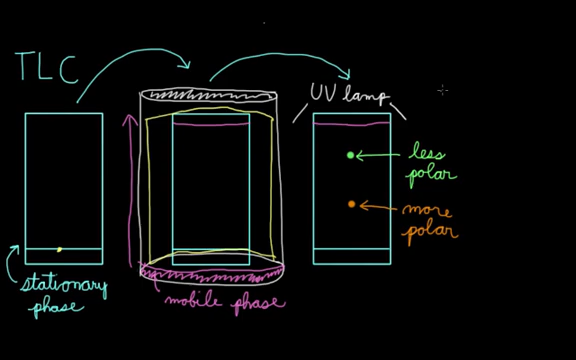 TLC
UV lamp
less
polar
more
polar
stationary
phase
mobile phase